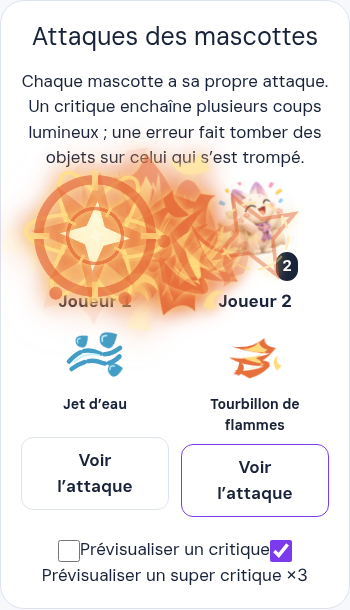 Attaques des mascottes
Chaque mascotte a sa propre attaque.
Un critique enchaîne plusieurs coups
lumineux ; une erreur fait tomber des
objets sur celui qui s’est trompé.
2
Joueur 1 Joueur 2
Jet d’eau Tourbillon de
flammes
Voir
l’attaque
Voir
l’attaque
Prévisualiser un critique
Prévisualiser un super critique ×3